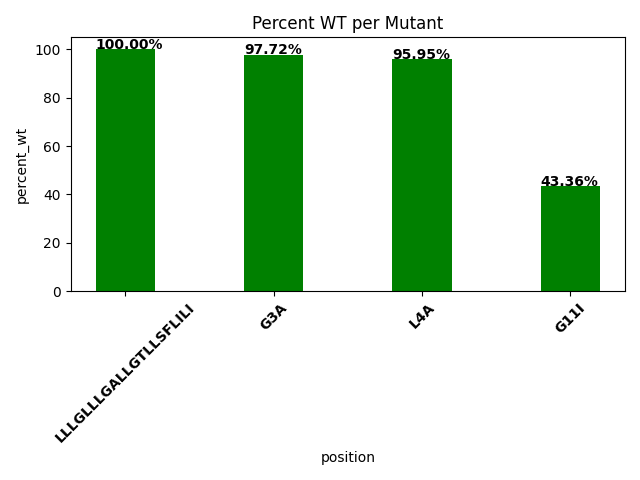 Percent WT per Mutant
100.00%
97.72%
95.95%
43.36%
percent_wt
100
80
60
40
20
0
LLLGLLLGALLGTLLSFLILI
G3A
L4A
G11I
position